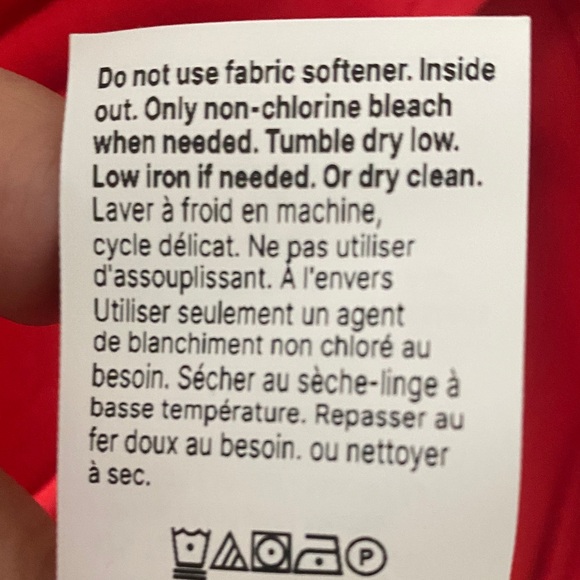 Do not use fabric softener. Inside
out. Only non-chlorine bleach
when needed. Tumble dry low.
Low iron if needed. Or dry clean.
Laver à froid en machine,
cycle délicat. Ne pas utiliser
d'assouplissant. À l'envers
Utiliser seulement un agent
de blanchiment non chloré au
besoin. Sécher au sèche-linge à
basse température. Repasser au
fer doux au besoin. ou nettoyer
à sec.
P